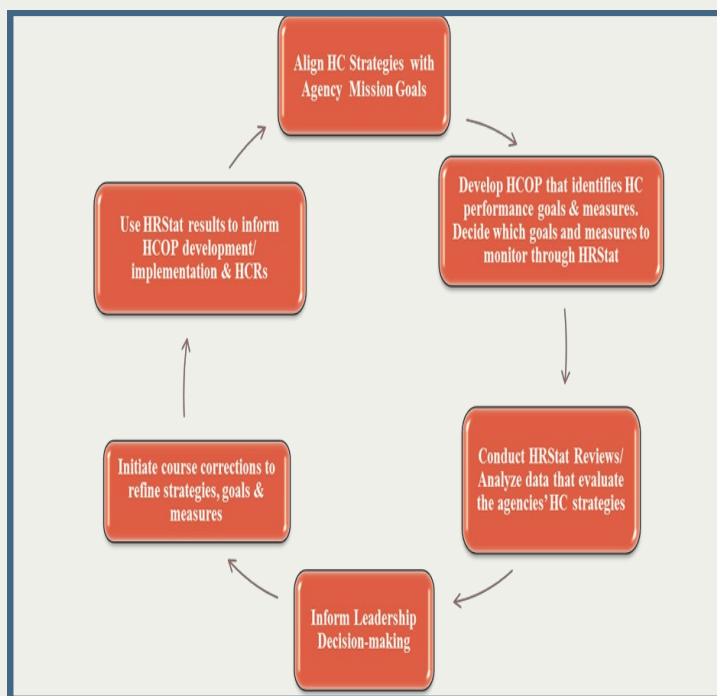 Align HC Strategies with
Agency Mission Goals
Develop HCOP that identifies HC
performance goals & measures.
Decide which goals and measures to
monitor through HRStat
Conduct HRStat Reviews/
Analyze data that evaluate
the agencies' HC strategies
Inform Leadership
Decision-making
Initiate course corrections to
refine strategies, goals &
measures
Use HRStat results to inform
HCOP development/
implementation & HCRs